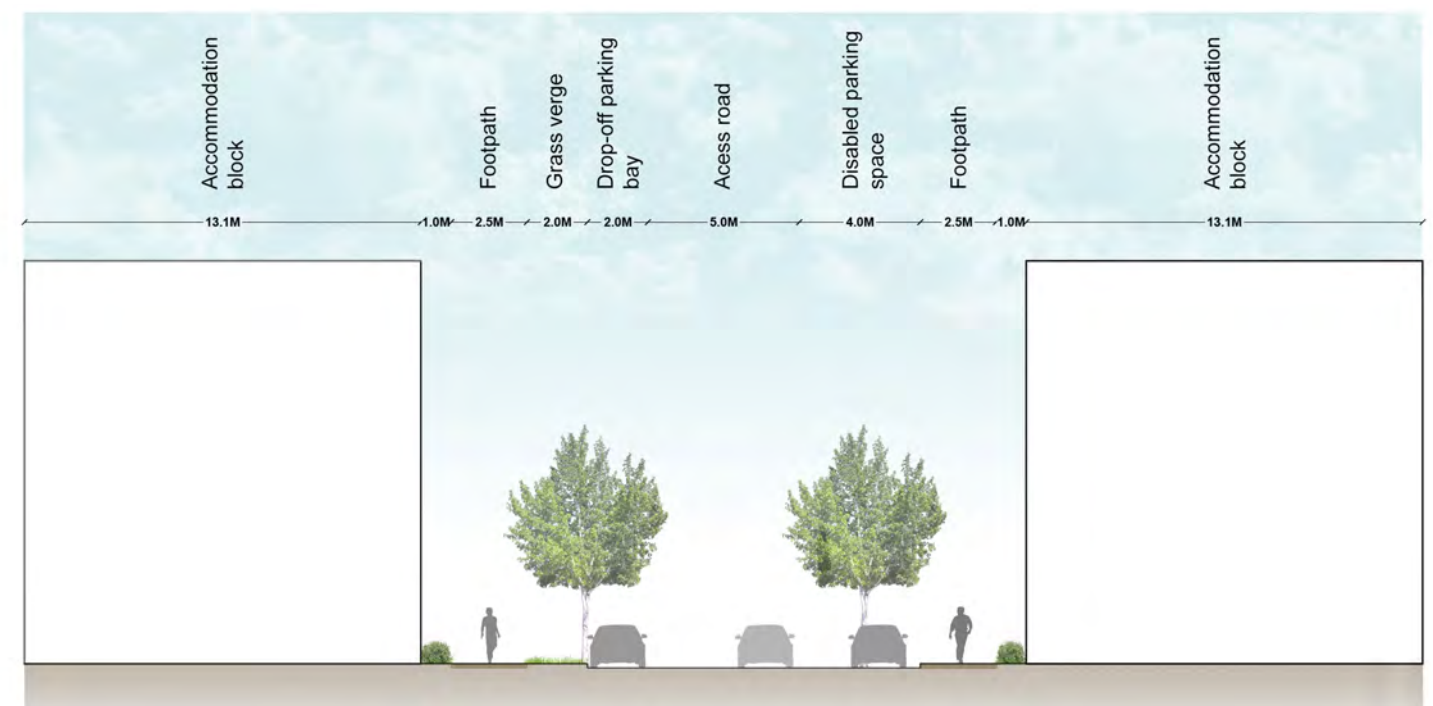 Accommodation
block
Footpath
Grass verge
Drop-off parking
bay
Acess road
Disabled parking
space
Footpath
Accommodation
block
13.1M
1.0M
2.5M
2.0M
2.0M
5.0M
4.0M
2.5M
1.0M
13.1M